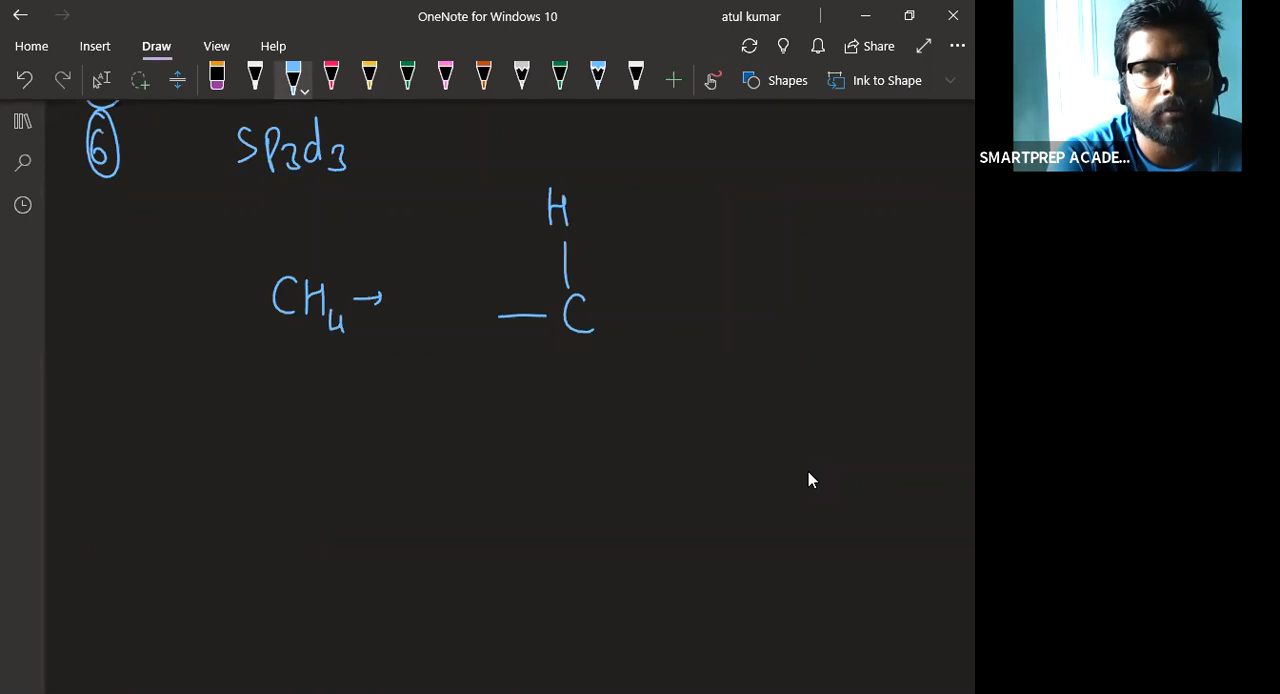 OneNote for Windows 10
atul kumar
Home Insert Draw View Help
Share
Shapes
Ink to Shape
SMARTPREP ACADE...
6 SP3d3
H
CH4 → — C